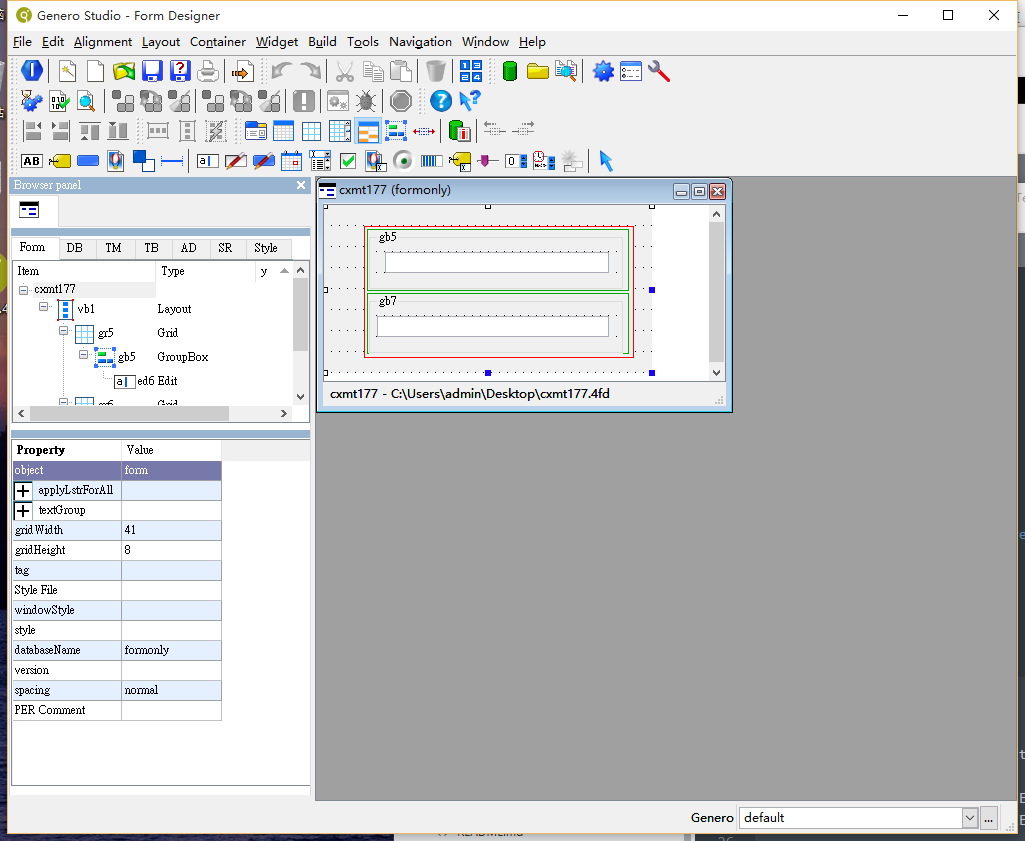 Genero Studio - Form Designer
File Edit Alignment Layout Container Widget Build Tools Navigation Window Help
Browser panel
Form DB TM TB AD SR Style
Item Type y
cxmt177
vb1 Layout
gr5 Grid
gb5 GroupBox
ed6 Edit
Property Value
object form
applyLstrForAll
textGroup
gridWidth 41
gridHeight 8
tag
Style File
windowStyle
style
databaseName formonly
version
spacing normal
PER Comment
cxmt177 (formonly)
gb5
gb7
cxmt177 - C:\Users\admin\Desktop\cxmt177.4fd
Genero default ...